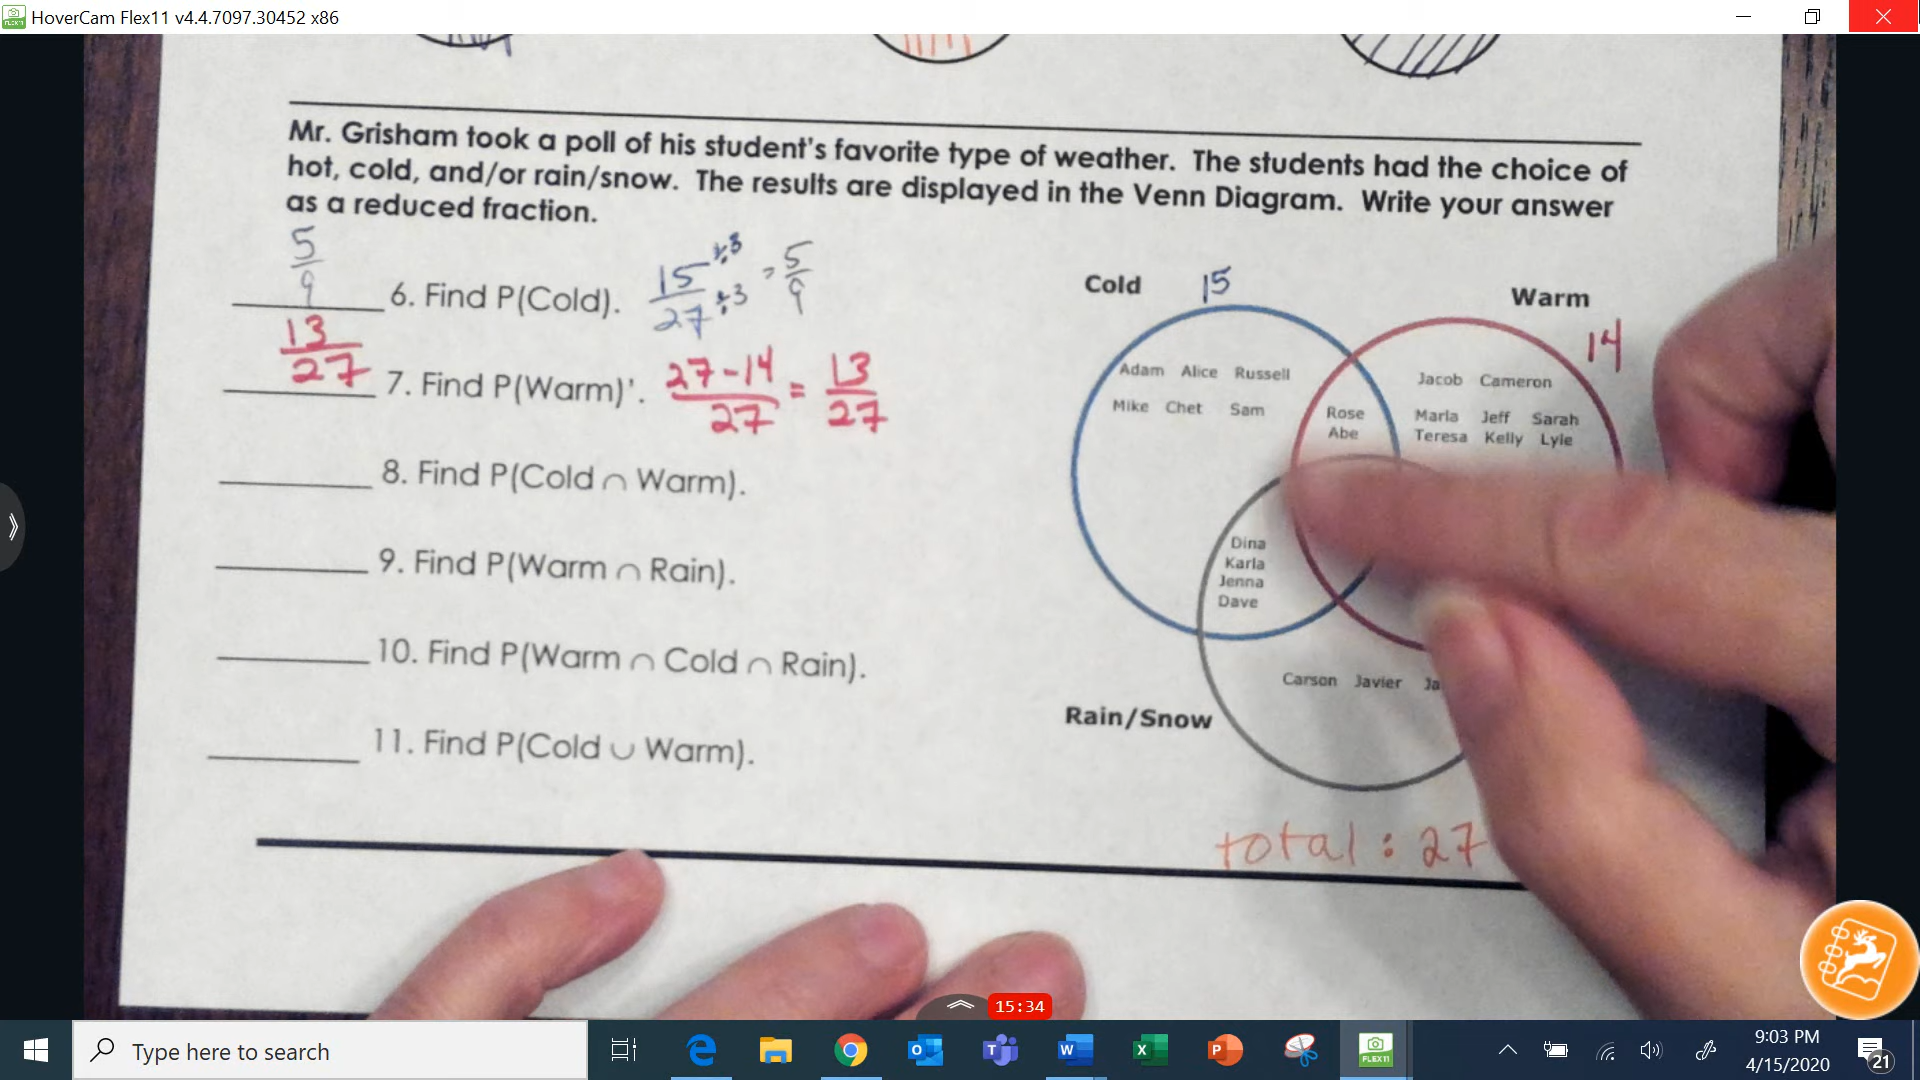 HoverCam Flex11 v4.4.7097.30452 x86
Mr. Grisham took a poll of his student's favorite type of weather. The students had the choice of
hot, cold, and/or rain/snow. The results are displayed in the Venn Diagram. Write your answer
as a reduced fraction.
5/9 6. Find P(Cold). 15/27 ÷3/÷3 = 5/9
13/27 7. Find P(Warm)'. 27-14/27 = 13/27
8. Find P(Cold ∩ Warm).
9. Find P(Warm ∩ Rain).
10. Find P(Warm ∩ Cold ∩ Rain).
11. Find P(Cold ∪ Warm).
Cold 15
Warm
14
Adam Alice Russell
Mike Chet Sam
Rose
Abe
Jacob Cameron
Marla Jeff Sarah
Teresa Kelly Lyle
Dina
Karla
Jenna
Dave
Carson Javier
Rain/Snow
total : 27
15:34
Type here to search
9:03 PM
4/15/2020
21
FLEX11